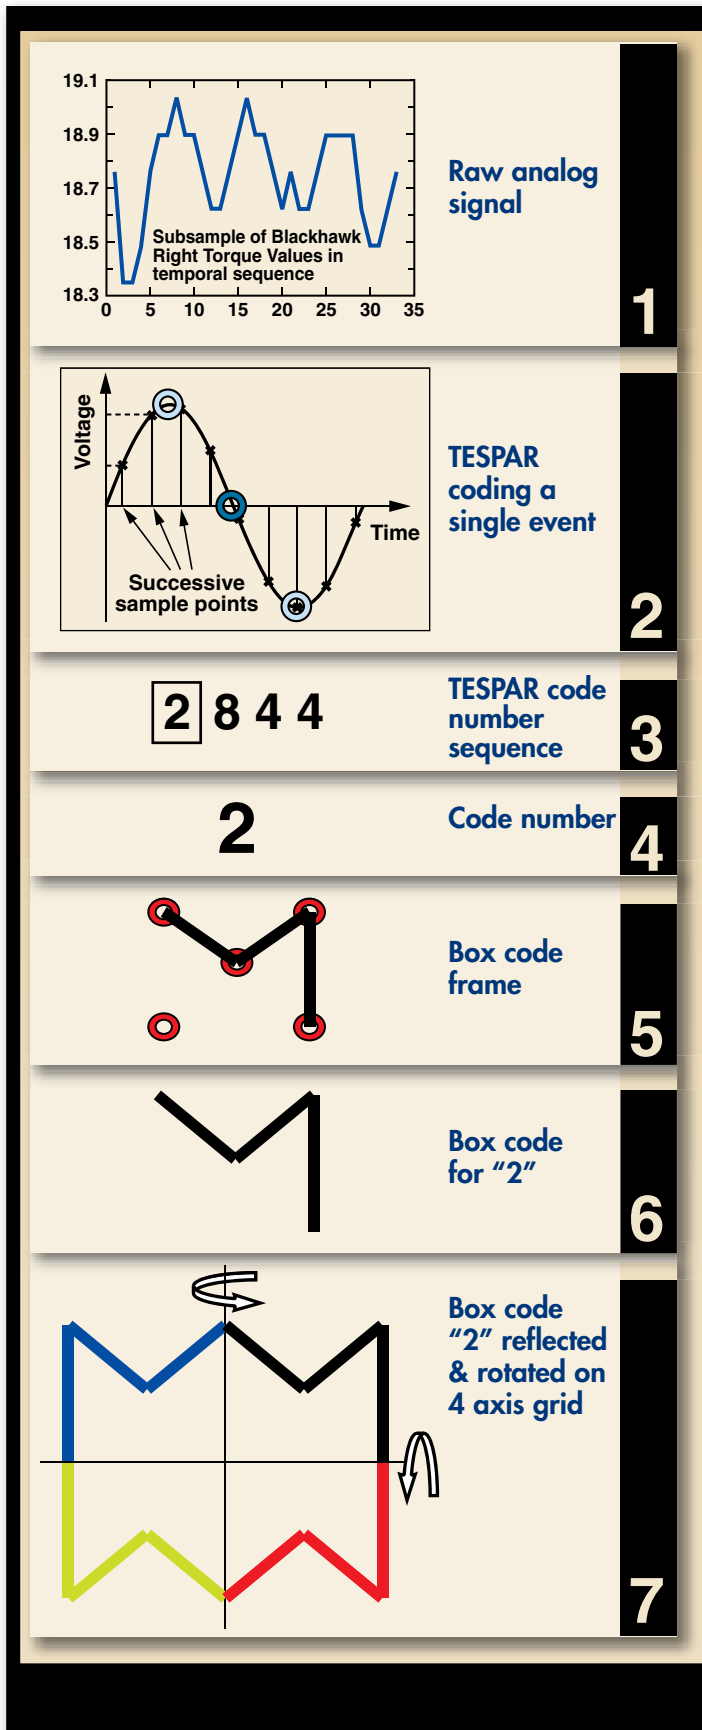 19.1
18.9
18.7
18.5
18.3
0 5 10 15 20 25 30 35
Subsample of Blackhawk
Right Torque Values in
temporal sequence
Raw analog
signal
1
Voltage
Time
Successive
sample points
TESPAR
coding a
single event
2
2 8 4 4
TESPAR code
number
sequence
3
2
Code number
4
Box code
frame
5
Box code
for “2”
6
Box code
“2” reflected
& rotated on
4 axis grid
7